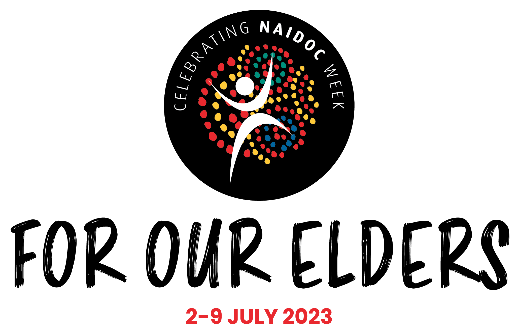 CELEBRATING NAIDOC WEEK
FOR OUR ELDERS
2-9 JULY 2023